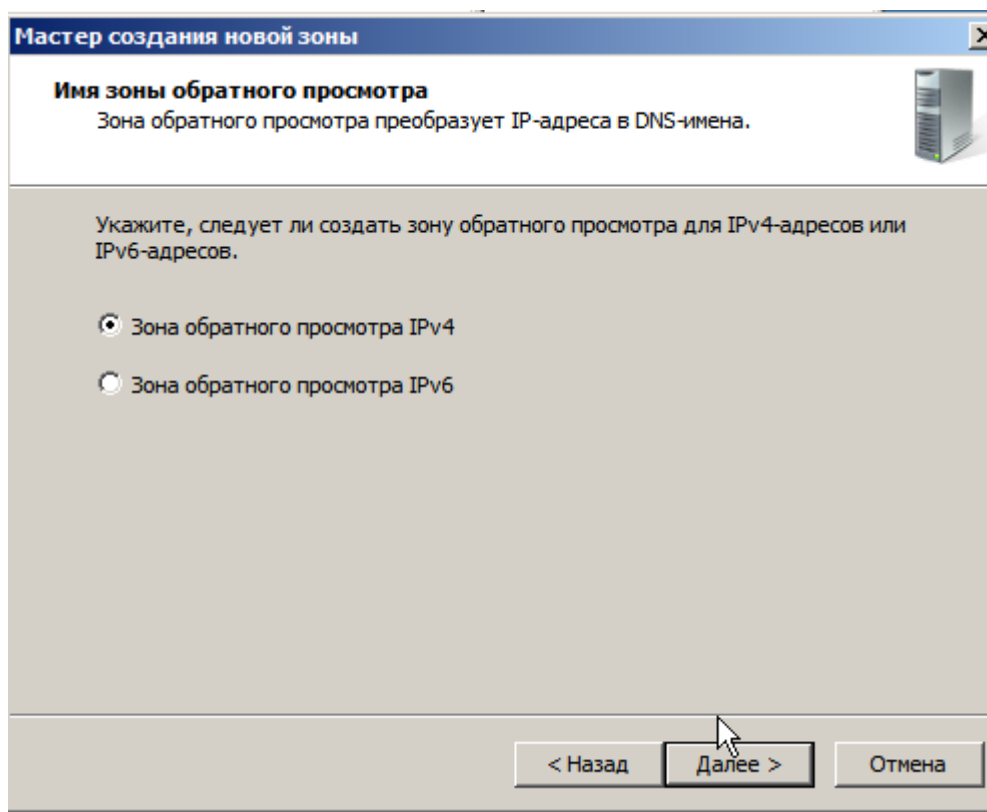 Мастер создания новой зоны
Имя зоны обратного просмотра
Зона обратного просмотра преобразует IP-адреса в DNS-имена.
Укажите, следует ли создать зону обратного просмотра для IPv4-адресов или
IPv6-адресов.
Зона обратного просмотра IPv4
Зона обратного просмотра IPv6
< Назад
Далее >
Отмена